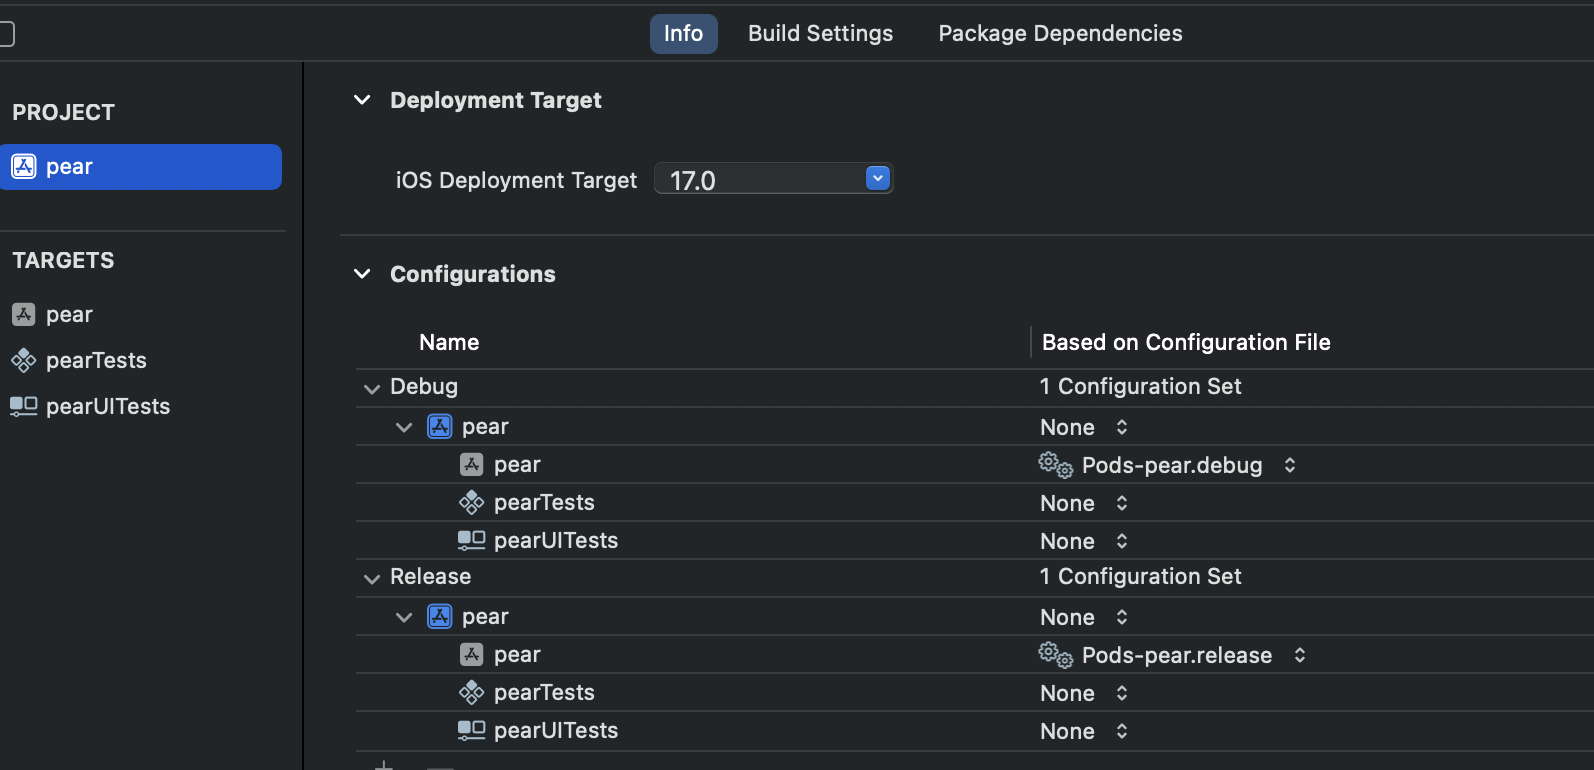 Info Build Settings Package Dependencies
PROJECT
pear
TARGETS
pear
pearTests
pearUITests
Deployment Target
iOS Deployment Target 17.0
Configurations
Name Based on Configuration File
Debug 1 Configuration Set
pear None
pear Pods-pear.debug
pearTests None
pearUITests None
Release 1 Configuration Set
pear None
pear Pods-pear.release
pearTests None
pearUITests None